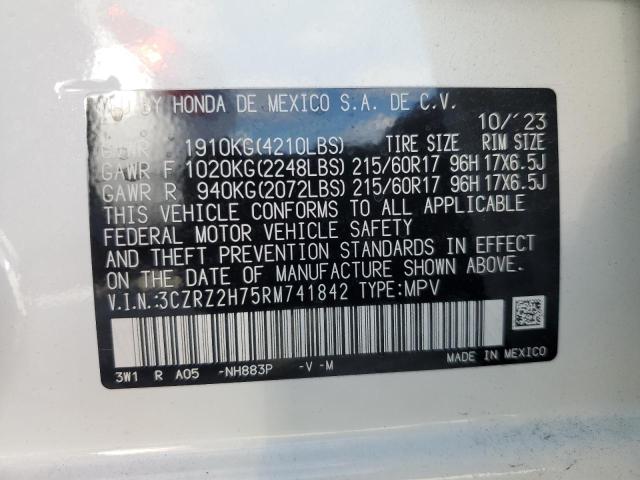 BY HONDA DE MEXICO S.A. DE C.V.
10/'23
GVWR 1910KG(4210LBS) TIRE SIZE RIM SIZE
GAWR F 1020KG(2248LBS) 215/60R17 96H 17X6.5J
GAWR R 940KG(2072LBS) 215/60R17 96H 17X6.5J
THIS VEHICLE CONFORMS TO ALL APPLICABLE
FEDERAL MOTOR VEHICLE SAFETY
AND THEFT PREVENTION STANDARDS IN EFFECT
ON THE DATE OF MANUFACTURE SHOWN ABOVE.
V.I.N.:3CZRZ2H75RM741842 TYPE:MPV
3W1 R A05 -NH883P -V -M
MADE IN MEXICO